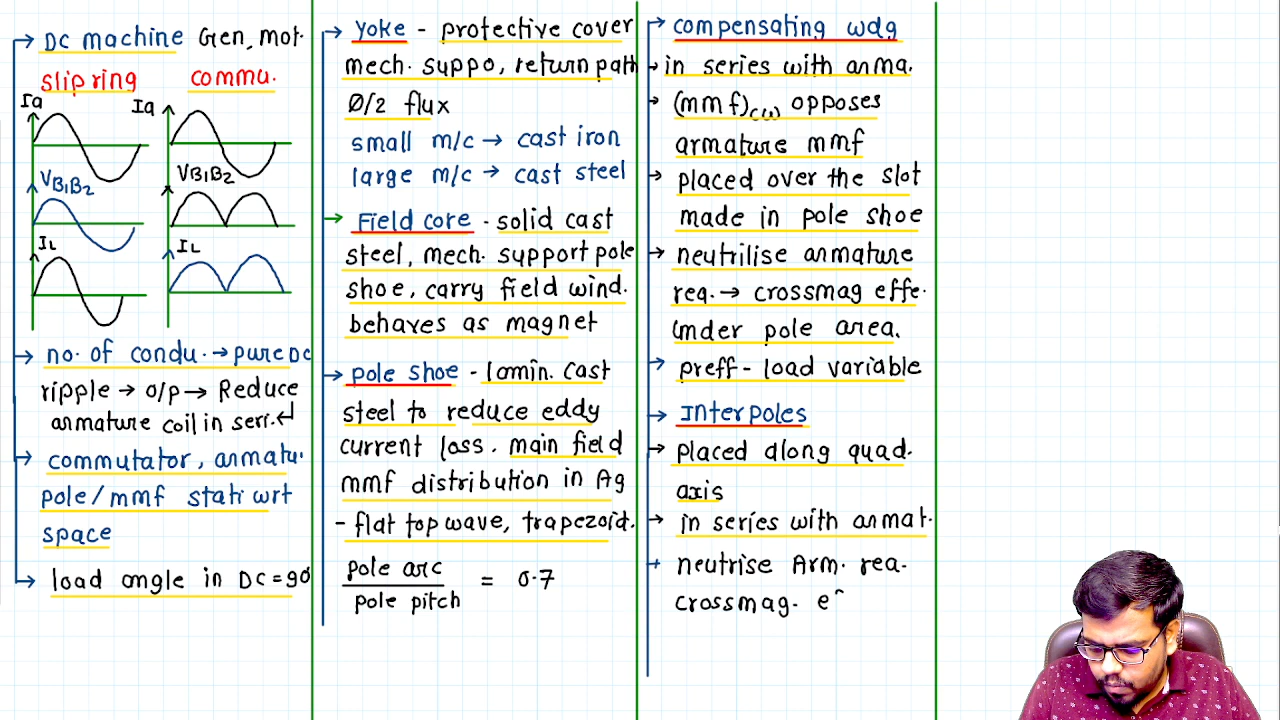 DC machine Gen, mot.
slip ring commu.
Ia Ia
VB1B2 VB1B2
IL IL
no. of condu. → pure DC
ripple → o/p → Reduce
armature coil in seri. ↲
commutator, armatu.
pole/mmf stati wrt
space
load angle in DC = 90
Yoke - protective cover
mech. suppo, return path
Ø/2 flux
small m/c → cast iron
large m/c → cast steel
Field core - solid cast
steel, mech. support pole
shoe, carry field wind.
behaves as magnet
pole shoe - lamin. cast
steel to reduce eddy
current loss. main field
mmf distribution in Ag
- flat top wave, trapezoid.
pole arc
pole pitch = 0.7
compensating wdg
in series with arma.
(mmf)cw opposes
armature mmf
placed over the slot
made in pole shoe
neutrilise armature
rea. → crossmag effe.
under pole area.
preff - load variable
Interpoles
placed along quad.
axis
in series with armat.
neutrise Arm. rea.
crossmag. e